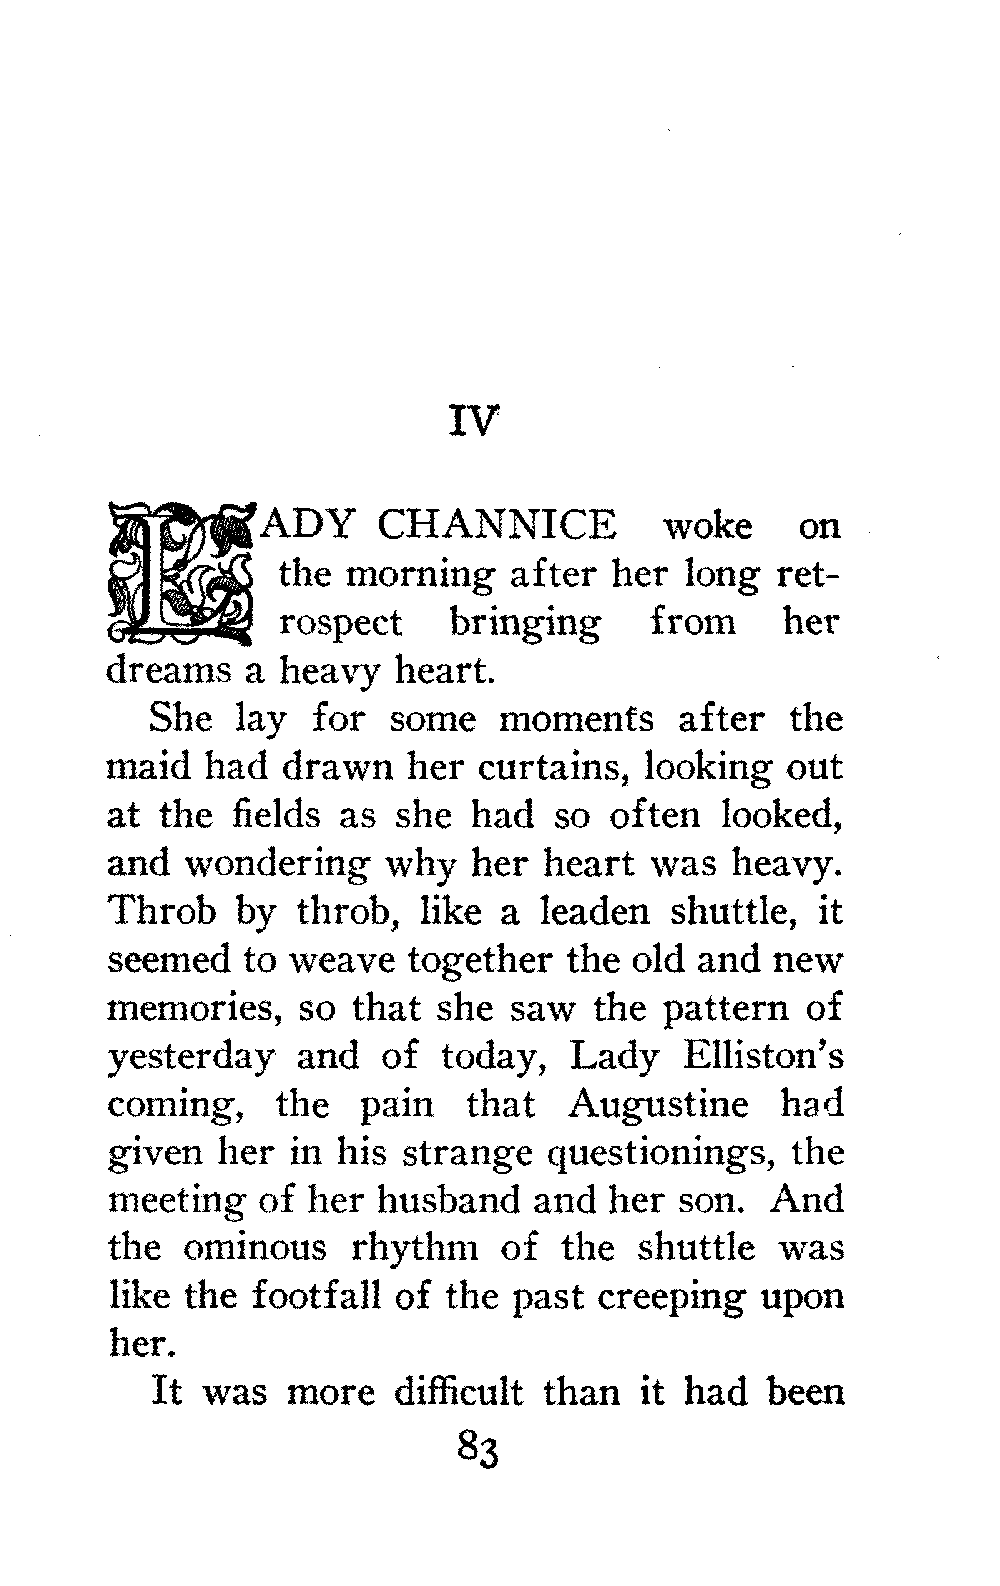 IV
LADY CHANNICE woke on
the morning after her long ret-
rospect bringing from her
dreams a heavy heart.
She lay for some moments after the
maid had drawn her curtains, looking out
at the fields as she had so often looked,
and wondering why her heart was heavy.
Throb by throb, like a leaden shuttle, it
seemed to weave together the old and new
memories, so that she saw the pattern of
yesterday and of today, Lady Elliston's
coming, the pain that Augustine had
given her in his strange questionings, the
meeting of her husband and her son. And
the ominous rhythm of the shuttle was
like the footfall of the past creeping upon
her.
It was more difficult than it had been
83